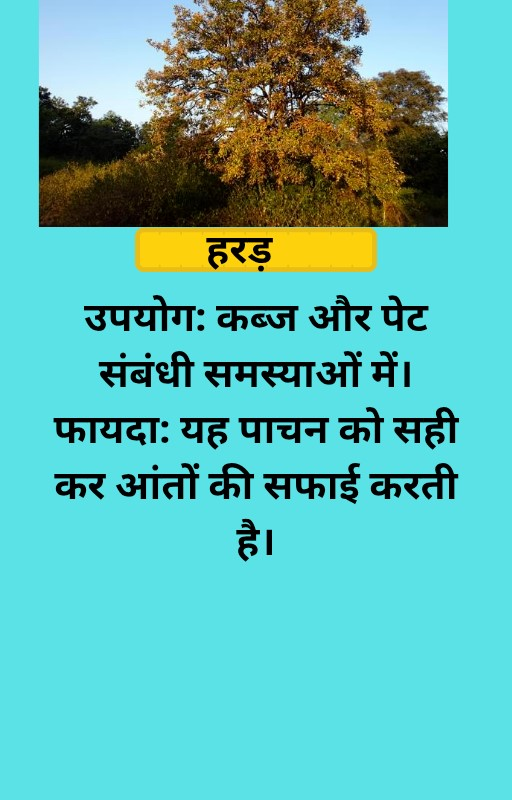 हरड़
उपयोग: कब्ज और पेट
संबंधी समस्याओं में।
फायदा: यह पाचन को सही
कर आंतों की सफाई करती
है।